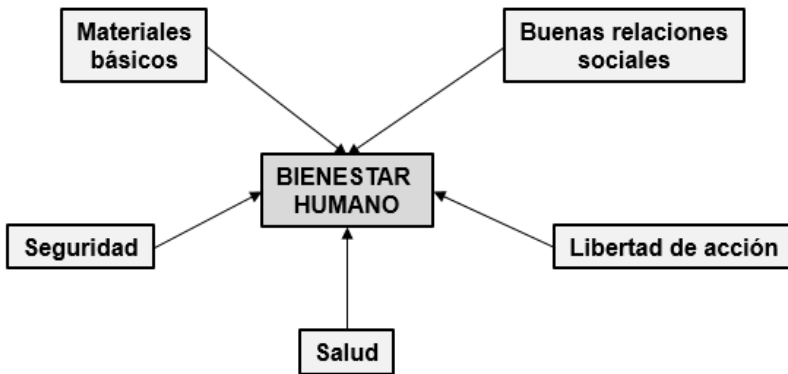 Materiales
básicos
Buenas relaciones
sociales
BIENESTAR
HUMANO
Seguridad
Libertad de acción
Salud